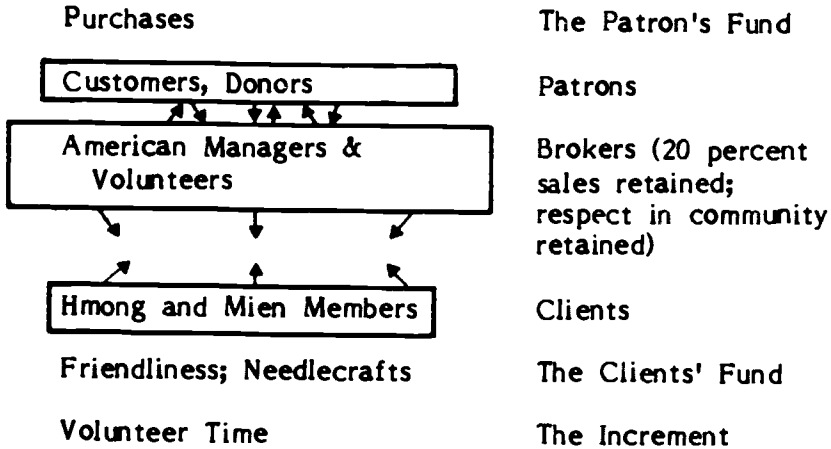 Purchases The Patron's Fund
Customers, Donors Patrons
American Managers & Brokers (20 percent
Volunteers sales retained;
respect in community
retained)
Hmong and Mien Members Clients
Friendliness; Needlecrafts The Clients' Fund
Volunteer Time The Increment